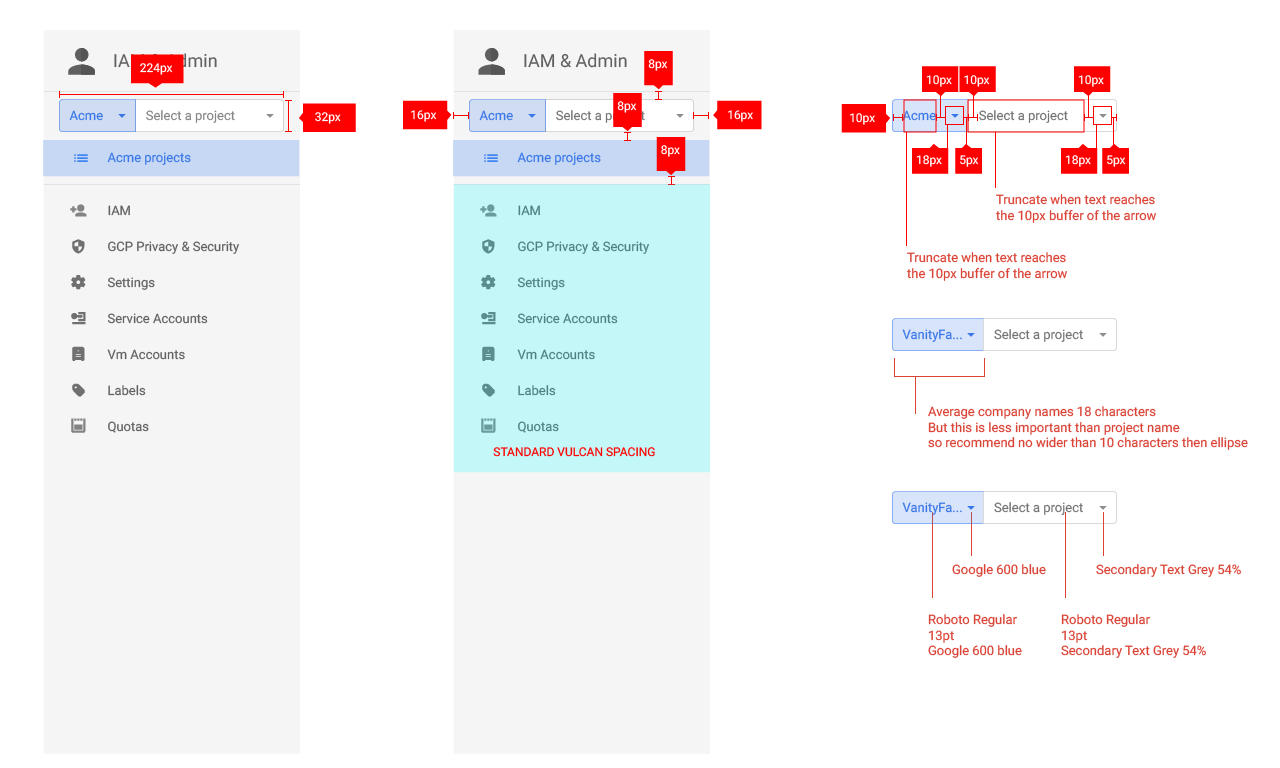 IAM & Admin
224px
Acme
Select a project
32px
Acme projects
IAM
GCP Privacy & Security
Settings
Service Accounts
Vm Accounts
Labels
Quotas
IAM & Admin
8px
8px
16px
Acme
Select a project
16px
8px
Acme projects
IAM
GCP Privacy & Security
Settings
Service Accounts
Vm Accounts
Labels
Quotas
STANDARD VULCAN SPACING
10px
10px
10px
10px
Acme
Select a project
18px
5px
18px
5px
Truncate when text reaches
the 10px buffer of the arrow
Truncate when text reaches
the 10px buffer of the arrow
VanityFa...
Select a project
Average company names 18 characters
But this is less important than project name
so recommend no wider than 10 characters then ellipse
VanityFa...
Select a project
Google 600 blue
Secondary Text Grey 54%
Roboto Regular
13pt
Google 600 blue
Roboto Regular
13pt
Secondary Text Grey 54%